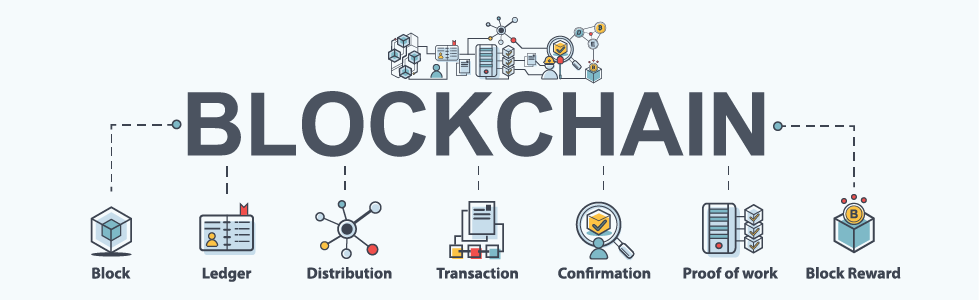 BLOCKCHAIN
Block
Ledger
Distribution
Transaction
Confirmation
Proof of work
Block Reward